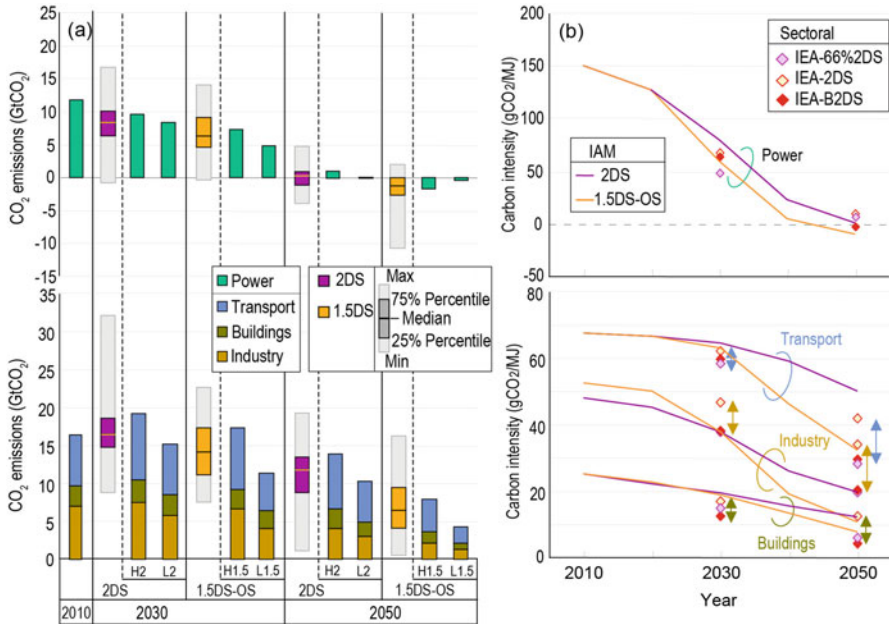 (a)
CO2 emissions (GtCO2)
25
20
15
10
5
0
-5
-10
-15
Power
Transport
Buildings
Industry
2DS
1.5DS
Max
75% Percentile
Median
25% Percentile
Min
CO2 emissions (GtCO2)
35
30
25
20
15
10
5
0
H2 L2 H1.5 L1.5 H2 L2 H1.5 L1.5
2DS 1.5DS-OS 2DS 1.5DS-OS
2010 2030 2050
(b)
Carbon intensity (gCO2/MJ)
200
150
100
50
0
-50
Sectoral
IEA-66%2DS
IEA-2DS
IEA-B2DS
IAM
2DS
1.5DS-OS
Power
Carbon intensity (gCO2/MJ)
80
60
40
20
0
Transport
Industry
Buildings
2010 2030 2050
Year